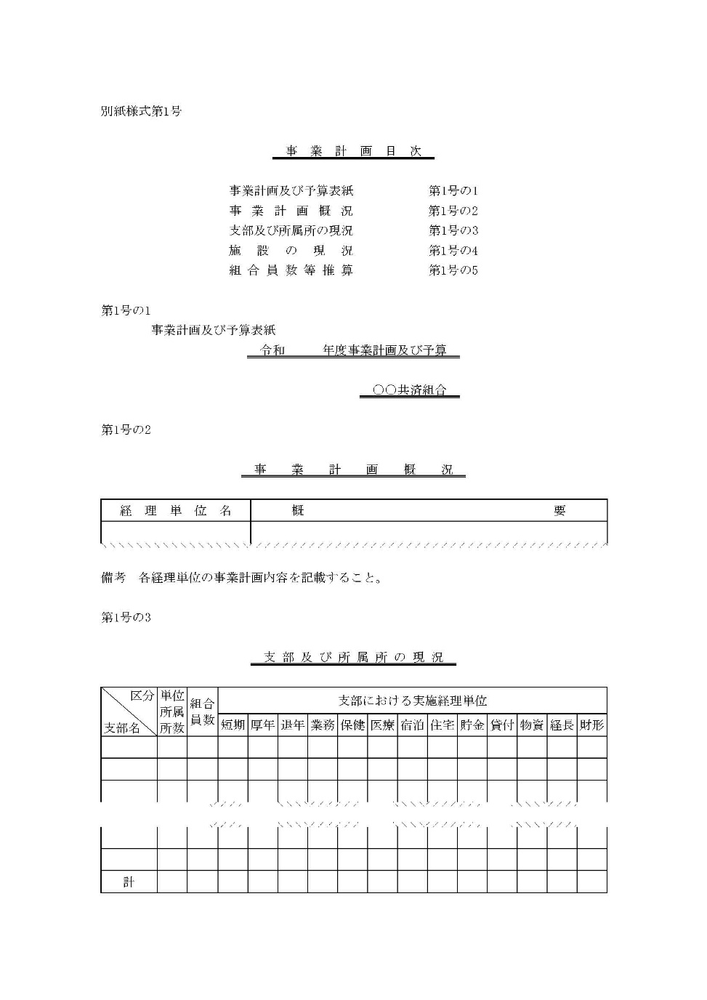 別紙様式第1号
事業計画目次
事業計画及び予算表紙　第1号の1
事業計画概況　第1号の2
支部及び所属所の現況　第1号の3
施設の現況　第1号の4
組合員数等推算　第1号の5
第1号の1
事業計画及び予算表紙
令和　　　年度事業計画及び予算
〇〇共済組合
第1号の2
事業計画概況
経理単位名　概要
備考　各経理単位の事業計画内容を記載すること。
第1号の3
支部及び所属所の現況
区分
支部名
単位所属所数
組合員数
支部における実施経理単位
短期 厚年 退年 業務 保健 医療 宿泊 住宅 貯金 貸付 物資 経長 財形
計